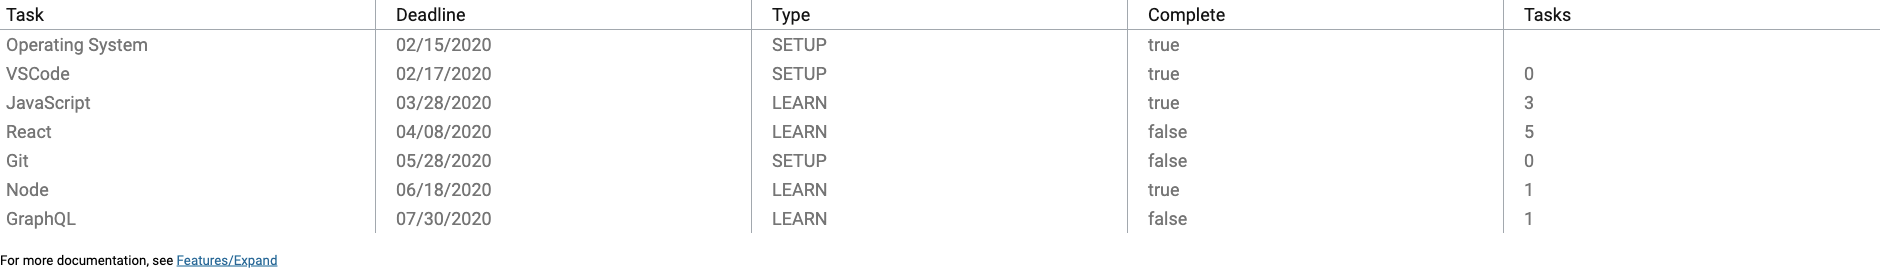 Task Deadline Type Complete Tasks
Operating System 02/15/2020 SETUP true
VSCode 02/17/2020 SETUP true 0
JavaScript 03/28/2020 LEARN true 3
React 04/08/2020 LEARN false 5
Git 05/28/2020 SETUP false 0
Node 06/18/2020 LEARN true 1
GraphQL 07/30/2020 LEARN false 1
For more documentation, see Features/Expand